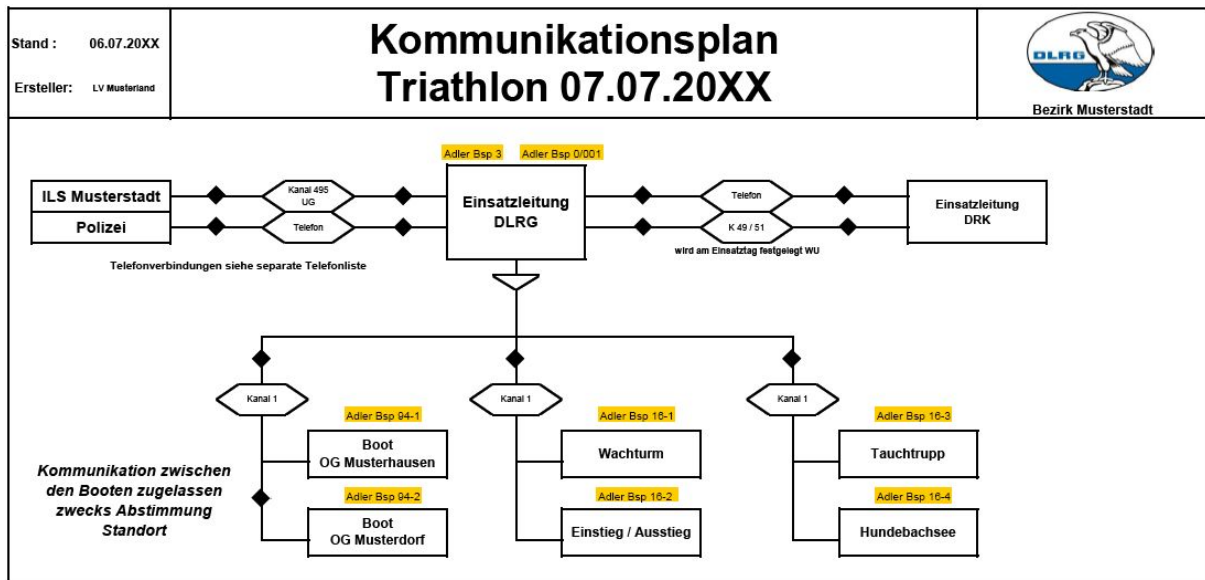 Stand : 06.07.20XX
Ersteller: LV Musterland
Kommunikationsplan
Triathlon 07.07.20XX
DLRG
Bezirk Musterstadt
Adler Bsp 3
Adler Bsp 0/001
ILS Musterstadt
Polizei
Kanal 495
UG
Telefon
Einsatzleitung
DLRG
Telefon
K 49 / 51
wird am Einsatztag festgelegt WU
Einsatzleitung
DRK
Telefonverbindungen siehe separate Telefonliste
Kanal 1
Kanal 1
Kanal 1
Adler Bsp 94-1
Boot
OG Musterhausen
Adler Bsp 94-2
Boot
OG Musterdorf
Adler Bsp 16-1
Wachturm
Adler Bsp 16-2
Einstieg / Ausstieg
Adler Bsp 16-3
Tauchtrupp
Adler Bsp 16-4
Hundebachsee
Kommunikation zwischen
den Booten zugelassen
zwecks Abstimmung
Standort